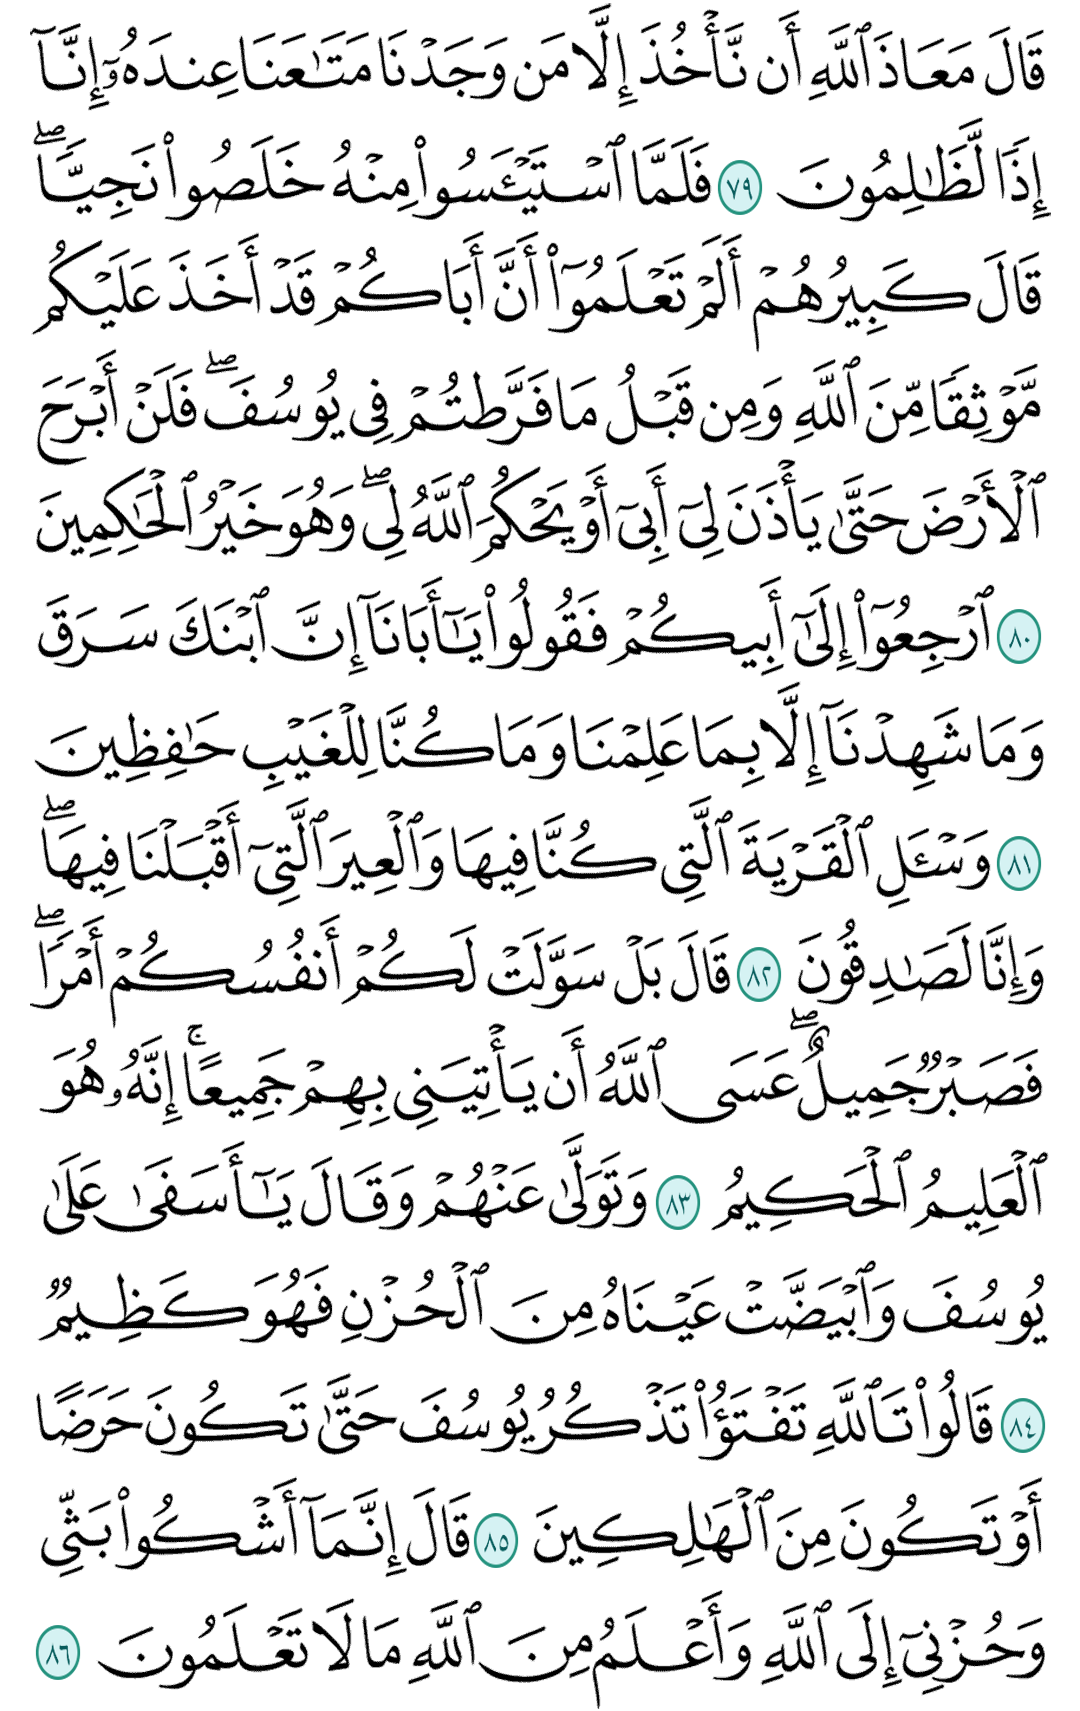 قَالَ مَعَاذَ ٱللَّهِ أَن نَّأۡخُذَ إِلَّا مَن وَجَدۡنَا مَتَٰعَنَا عِندَهُۥٓ إِنَّآ
إِذٗا لَّظَٰلِمُونَ ٧٩ فَلَمَّا ٱسۡتَيۡـَٔسُواْ مِنۡهُ خَلَصُواْ نَجِيّٗاۖ
قَالَ كَبِيرُهُمۡ أَلَمۡ تَعۡلَمُوٓاْ أَنَّ أَبَاكُمۡ قَدۡ أَخَذَ عَلَيۡكُم
مَّوۡثِقٗا مِّنَ ٱللَّهِ وَمِن قَبۡلُ مَا فَرَّطتُمۡ فِي يُوسُفَۖ فَلَنۡ أَبۡرَحَ
ٱلۡأَرۡضَ حَتَّىٰ يَأۡذَنَ لِيٓ أَبِيٓ أَوۡ يَحۡكُمَ ٱللَّهُ لِيۖ وَهُوَ خَيۡرُ ٱلۡحَٰكِمِينَ
٨٠ ٱرۡجِعُوٓاْ إِلَىٰٓ أَبِيكُمۡ فَقُولُواْ يَٰٓأَبَانَآ إِنَّ ٱبۡنَكَ سَرَقَ
وَمَا شَهِدۡنَآ إِلَّا بِمَا عَلِمۡنَا وَمَا كُنَّا لِلۡغَيۡبِ حَٰفِظِينَ
٨١ وَسۡـَٔلِ ٱلۡقَرۡيَةَ ٱلَّتِي كُنَّا فِيهَا وَٱلۡعِيرَ ٱلَّتِيٓ أَقۡبَلۡنَا فِيهَاۖ
وَإِنَّا لَصَٰدِقُونَ ٨٢ قَالَ بَلۡ سَوَّلَتۡ لَكُمۡ أَنفُسُكُمۡ أَمۡرٗاۖ
فَصَبۡرٞ جَمِيلٌۖ عَسَى ٱللَّهُ أَن يَأۡتِيَنِي بِهِمۡ جَمِيعًاۚ إِنَّهُۥ هُوَ
ٱلۡعَلِيمُ ٱلۡحَكِيمُ ٨٣ وَتَوَلَّىٰ عَنۡهُمۡ وَقَالَ يَٰٓأَسَفَىٰ عَلَىٰ
يُوسُفَ وَٱبۡيَضَّتۡ عَيۡنَاهُ مِنَ ٱلۡحُزۡنِ فَهُوَ كَظِيمٞ
٨٤ قَالُواْ تَٱللَّهِ تَفۡتَؤُاْ تَذۡكُرُ يُوسُفَ حَتَّىٰ تَكُونَ حَرَضًا
أَوۡ تَكُونَ مِنَ ٱلۡهَٰلِكِينَ ٨٥ قَالَ إِنَّمَآ أَشۡكُواْ بَثِّي
وَحُزۡنِيٓ إِلَى ٱللَّهِ وَأَعۡلَمُ مِنَ ٱللَّهِ مَا لَا تَعۡلَمُونَ ٨٦